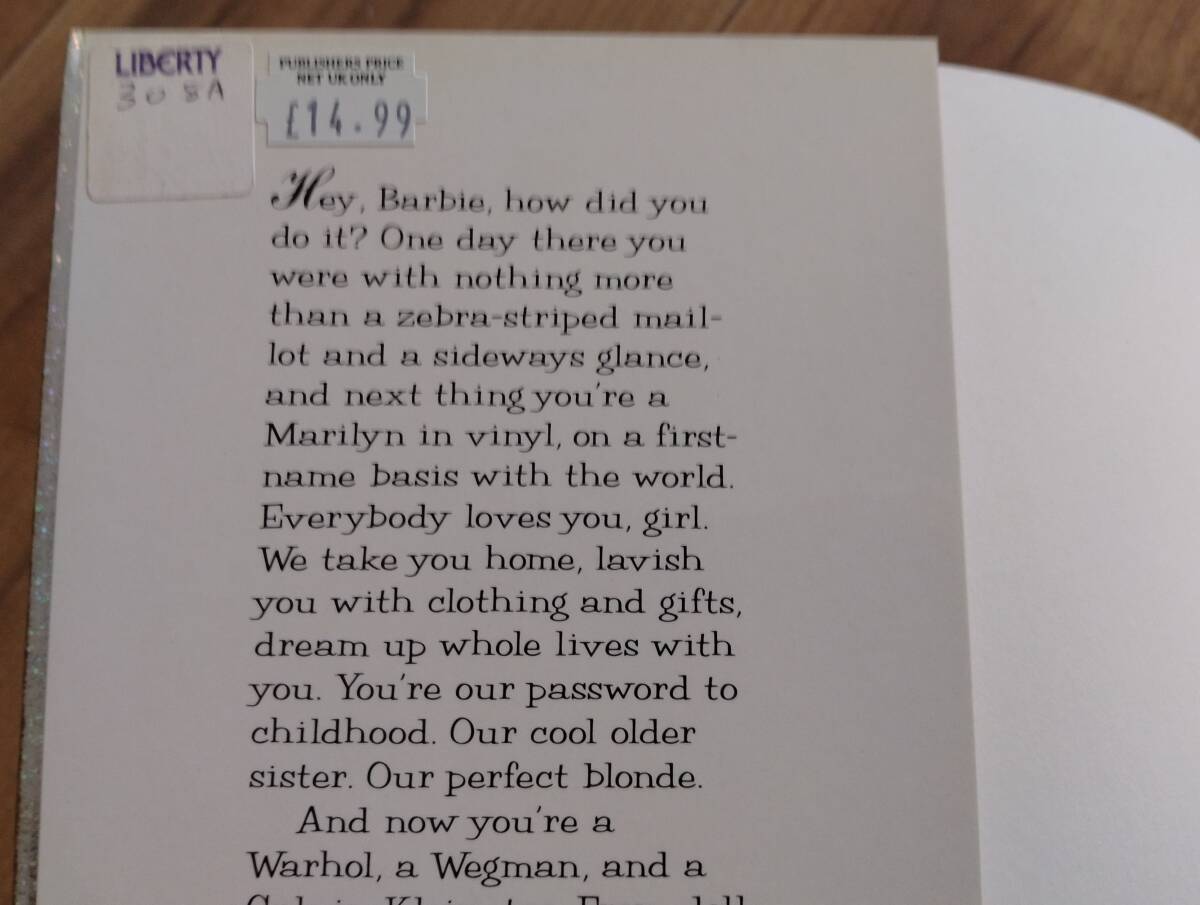 LIBERTY
308A
PUBLISHERS PRICE
NET UK ONLY
£14.99
Hey, Barbie, how did you
do it? One day there you
were with nothing more
than a zebra-striped mail-
lot and a sideways glance,
and next thing you're a
Marilyn in vinyl, on a first-
name basis with the world.
Everybody loves you, girl.
We take you home, lavish
you with clothing and gifts,
dream up whole lives with
you. You're our password to
childhood. Our cool older
sister. Our perfect blonde.
And now you're a
Warhol, a Wegman, and a